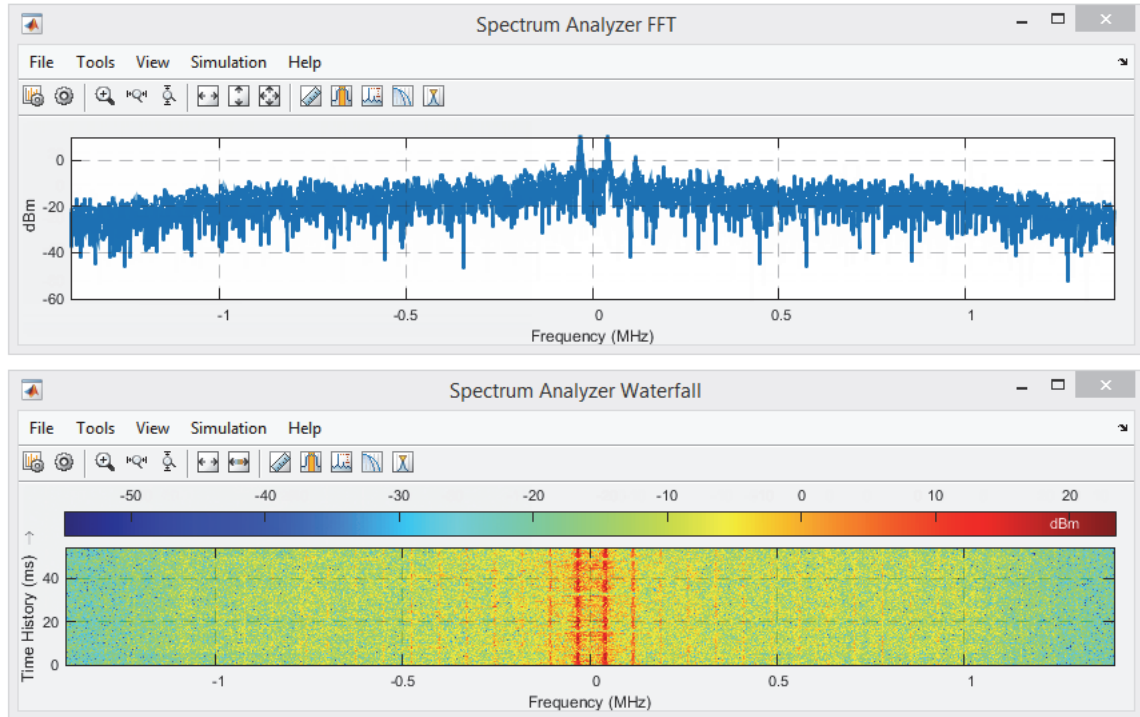 Spectrum Analyzer FFT
File Tools View Simulation Help
0
-20
-40
-60
dBm
-1 -0.5 0 0.5 1
Frequency (MHz)
Spectrum Analyzer Waterfall
File Tools View Simulation Help
-50 -40 -30 -20 -10 0 10 20
dBm
Time History (ms)
40
20
0
-1 -0.5 0 0.5 1
Frequency (MHz)